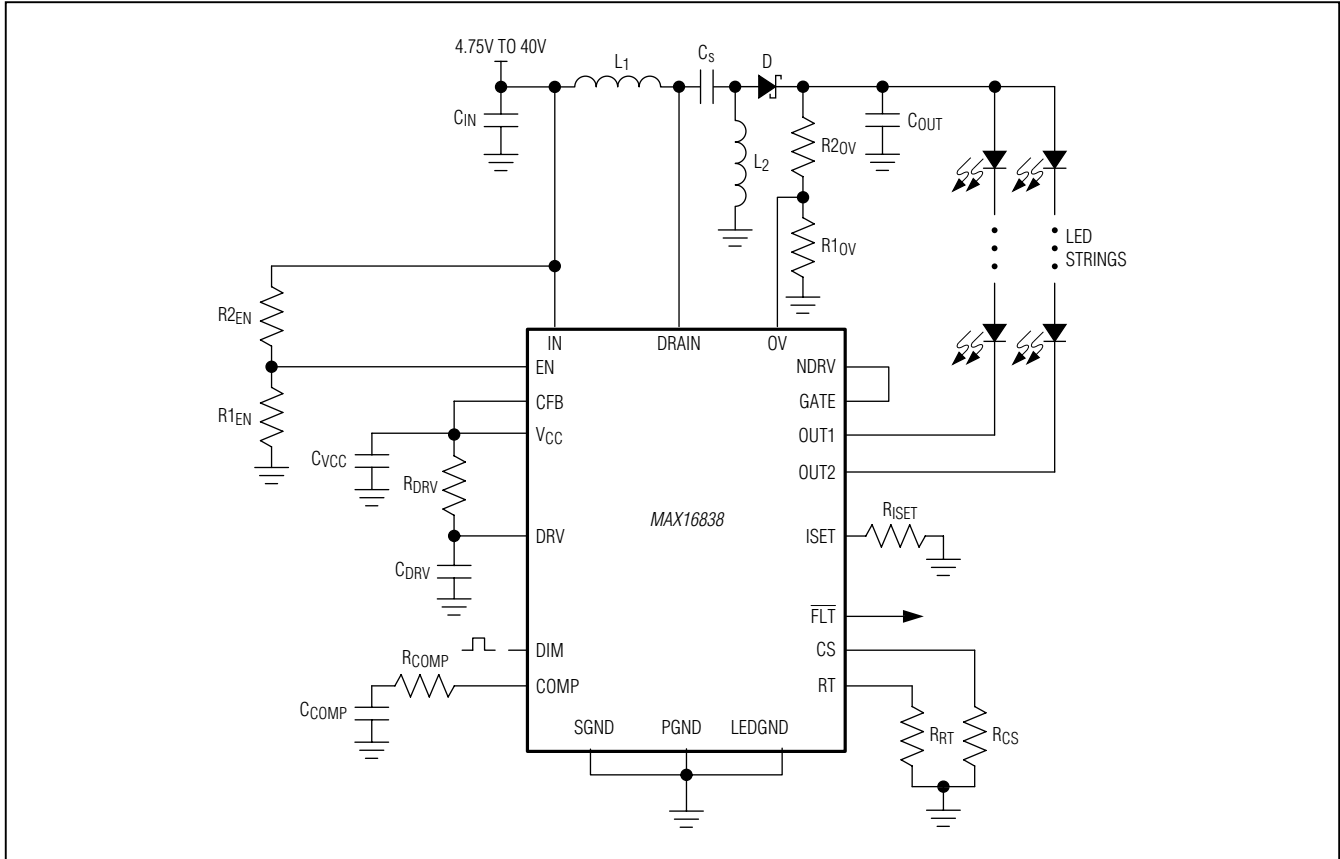 4.75V TO 40V
L1
CS
D
CIN
L2
R2OV
R1OV
COUT
LED
STRINGS
R2EN
R1EN
IN
DRAIN
OV
EN
CFB
VCC
DRV
DIM
COMP
NDRV
GATE
OUT1
OUT2
ISET
FLT
CS
RT
MAX16838
SGND
PGND
LEDGND
CVCC
RDRV
CDRV
RCOMP
CCOMP
RISET
RRT
RCS